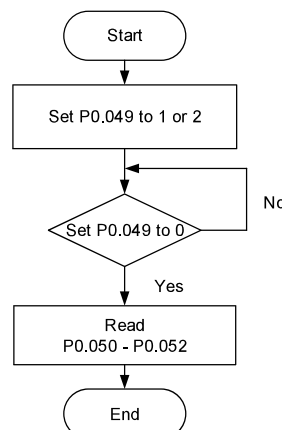 Start
Set P0.049 to 1 or 2
Set P0.049 to 0
No
Yes
Read
P0.050 - P0.052
End